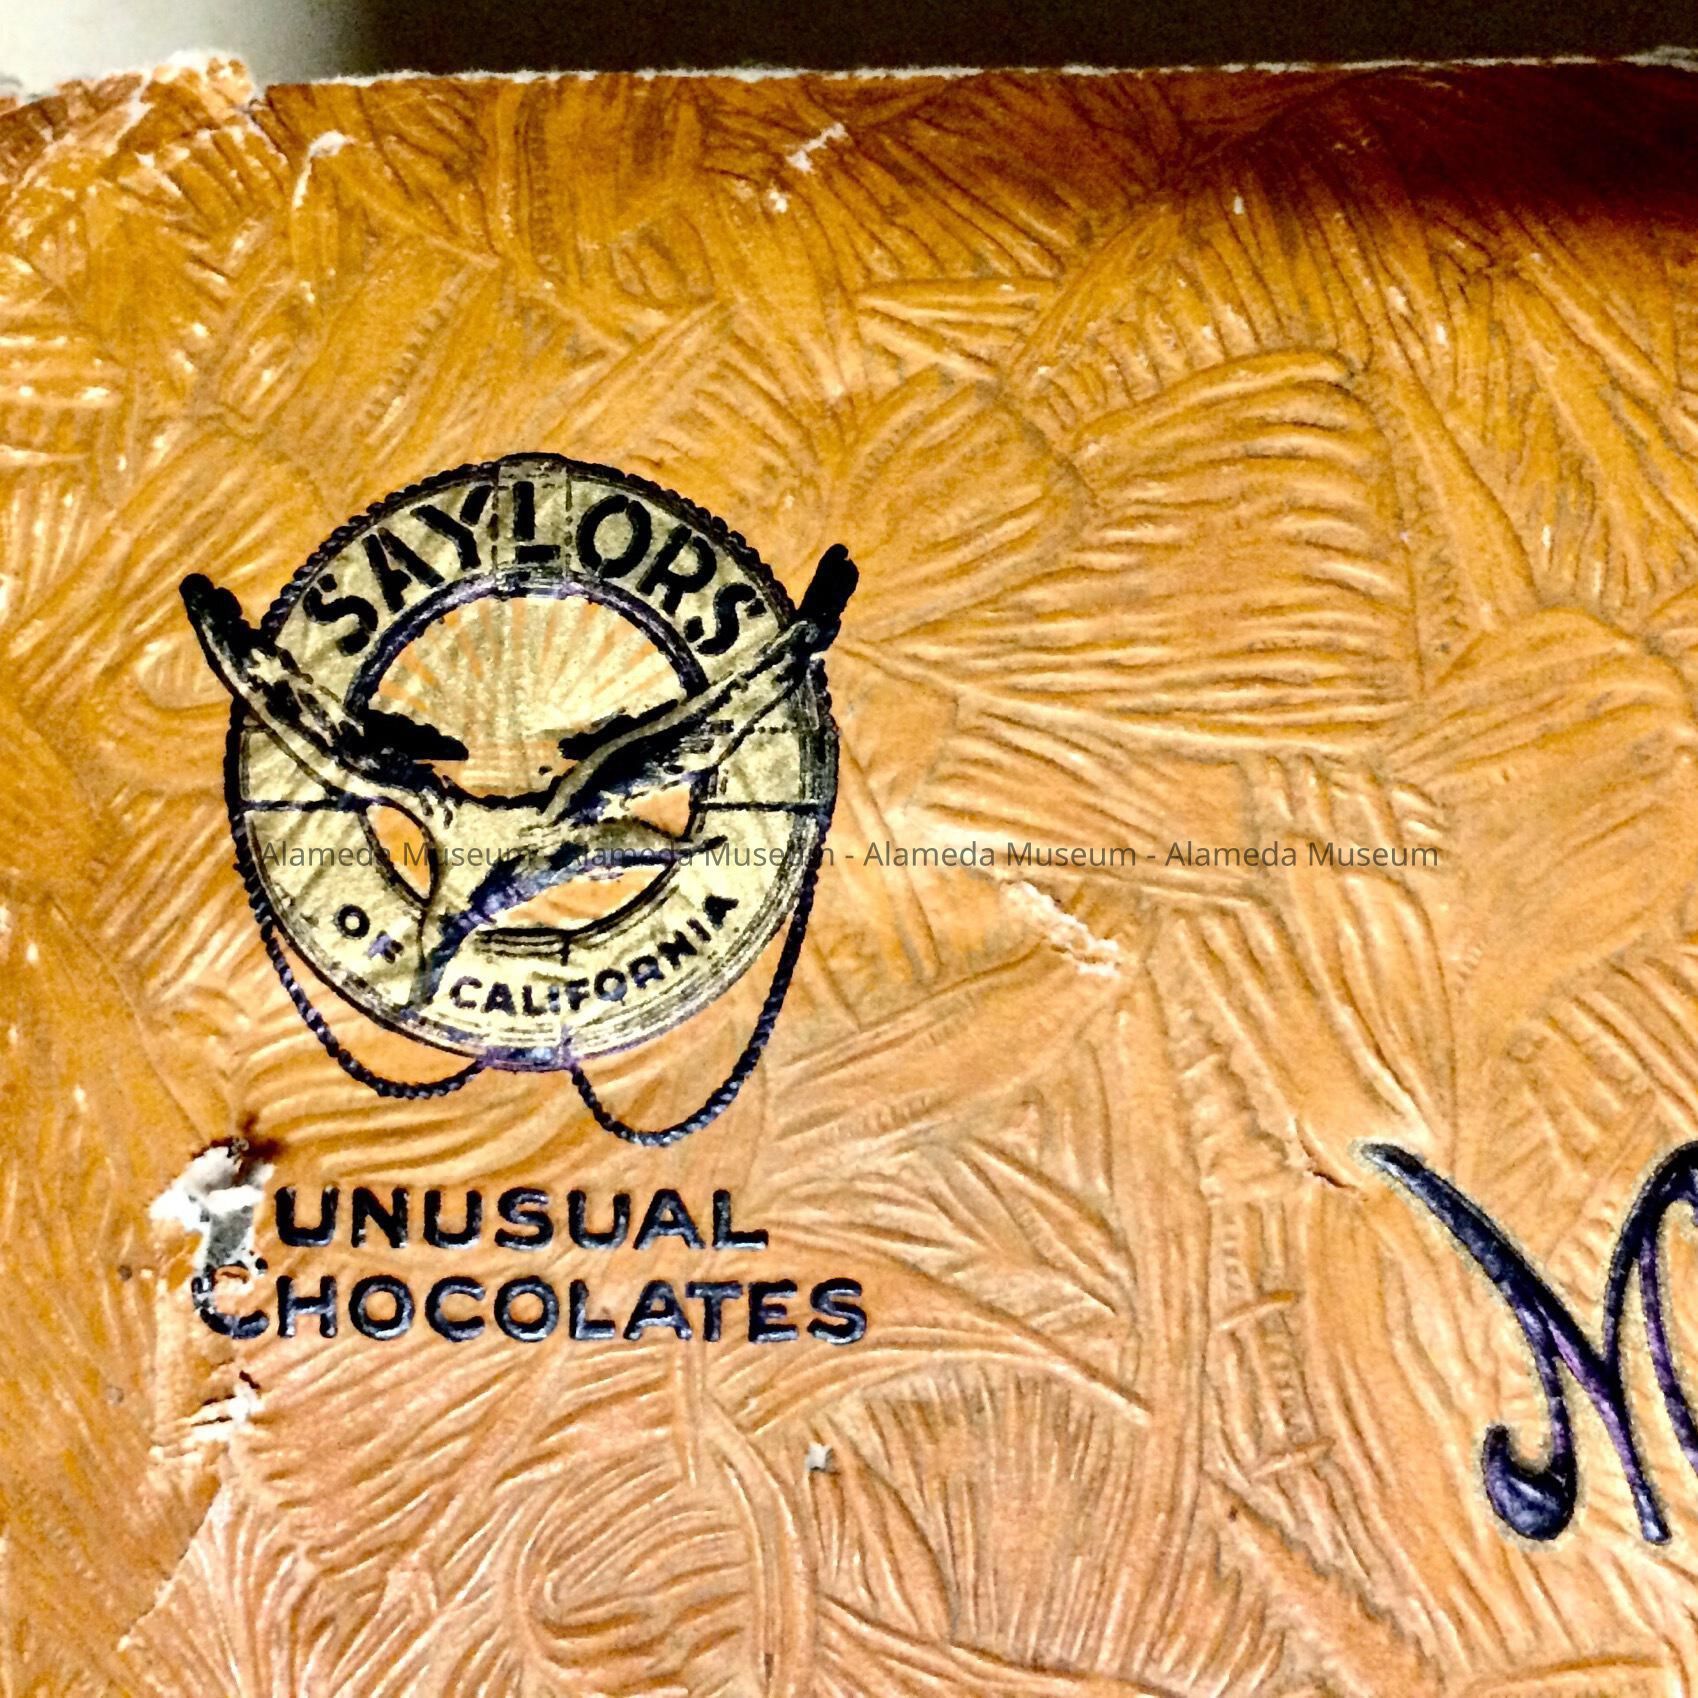 SAYLORS
OF CALIFORNIA
Alameda Museum - Alameda Museum - Alameda Museum - Alameda Museum
UNUSUAL
CHOCOLATES
M